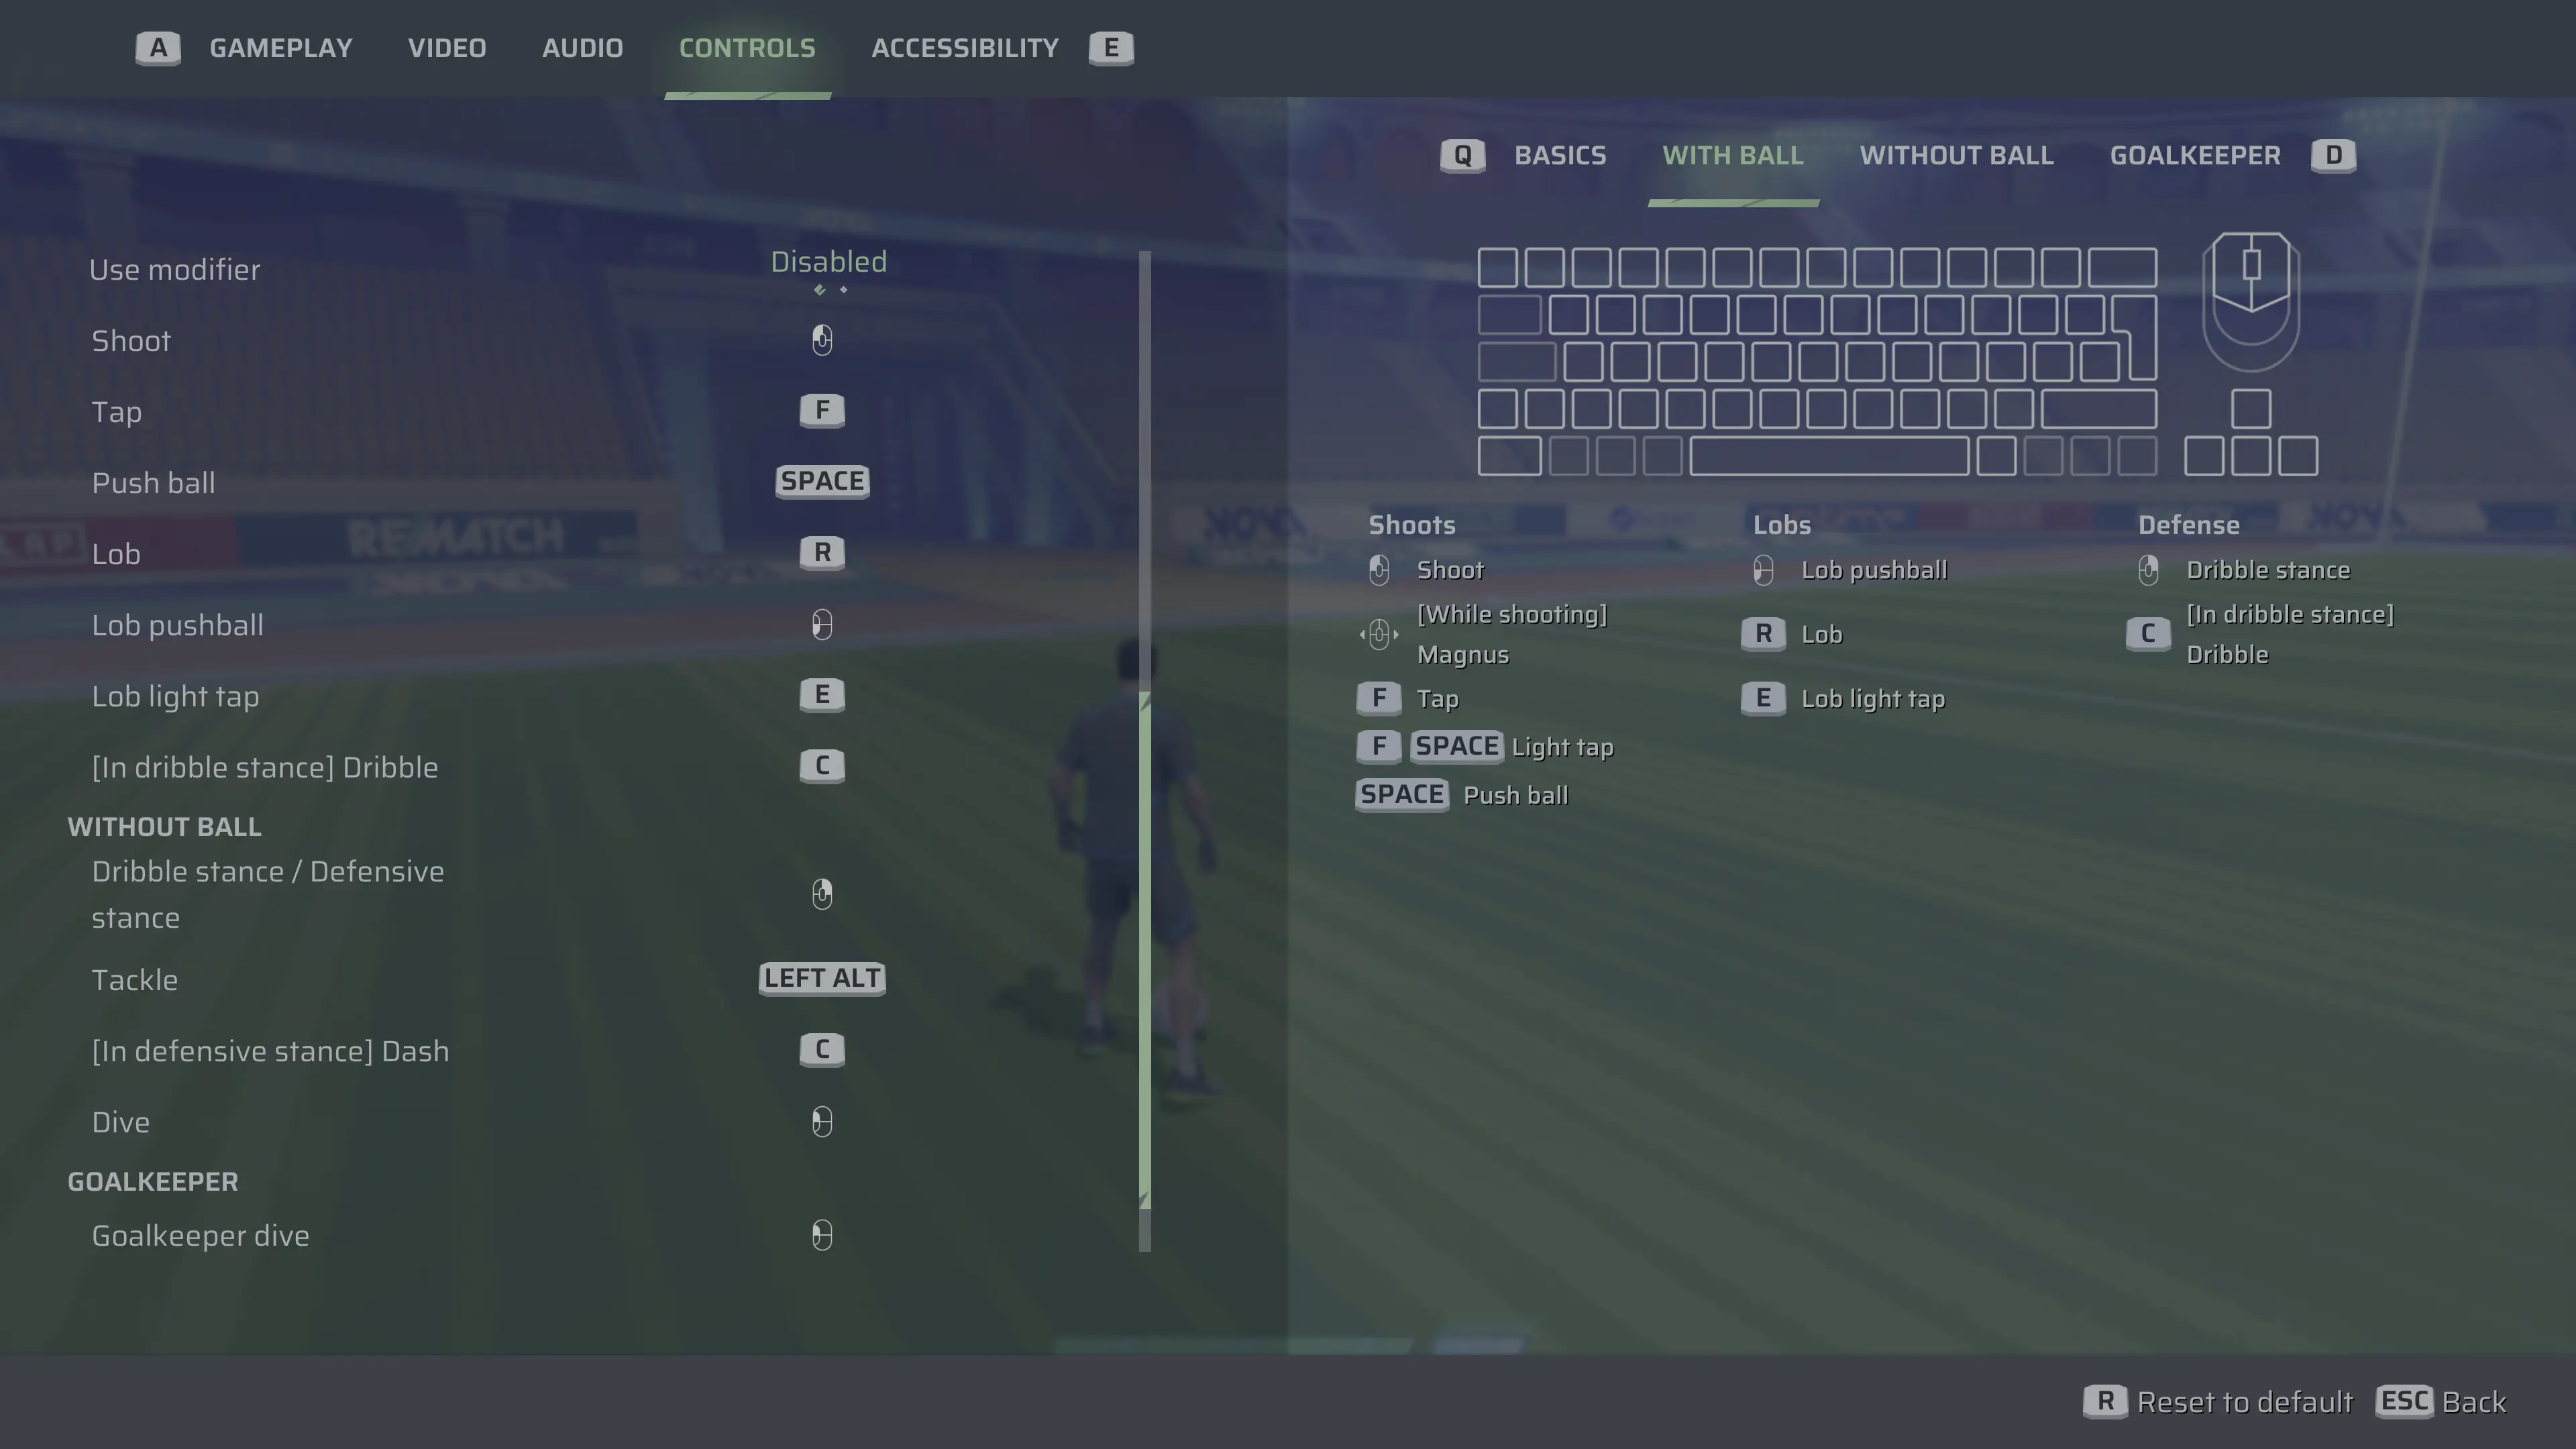 A GAMEPLAY VIDEO AUDIO CONTROLS ACCESSIBILITY E
Q BASICS WITH BALL WITHOUT BALL GOALKEEPER D
Use modifier Disabled
Shoot
Tap F
Push ball SPACE
Lob R
Lob pushball
Lob light tap E
[In dribble stance] Dribble C
WITHOUT BALL
Dribble stance / Defensive
stance
Tackle LEFT ALT
[In defensive stance] Dash C
Dive
GOALKEEPER
Goalkeeper dive
Shoots
Shoot
[While shooting]
Magnus
F Tap
F SPACE Light tap
SPACE Push ball
Lobs
Lob pushball
R Lob
E Lob light tap
Defense
Dribble stance
[In dribble stance]
C Dribble
REMATCH
R Reset to default ESC Back